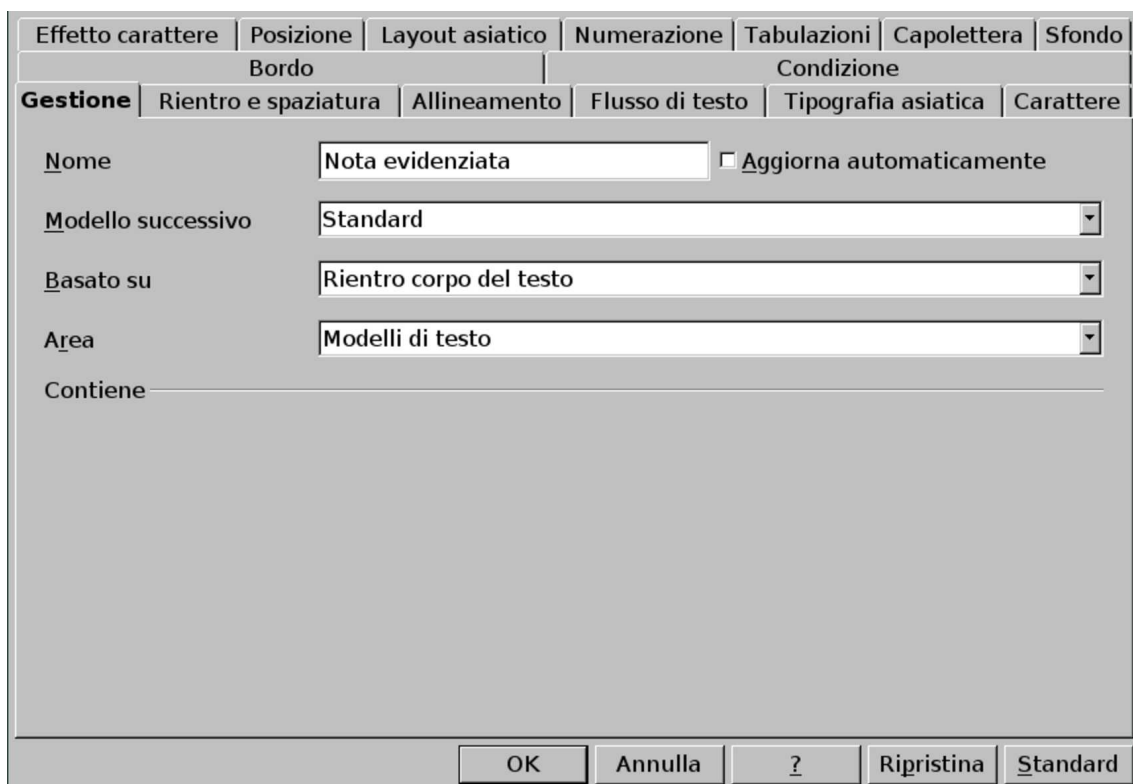 Effetto carattere Posizione Layout asiatico Numerazione Tabulazioni Capolettera Sfondo
Bordo Condizione
Gestione Rientro e spaziatura Allineamento Flusso di testo Tipografia asiatica Carattere
Nome Nota evidenziata Aggiorna automaticamente
Modello successivo Standard
Basato su Rientro corpo del testo
Area Modelli di testo
Contiene
OK Annulla ? Ripristina Standard